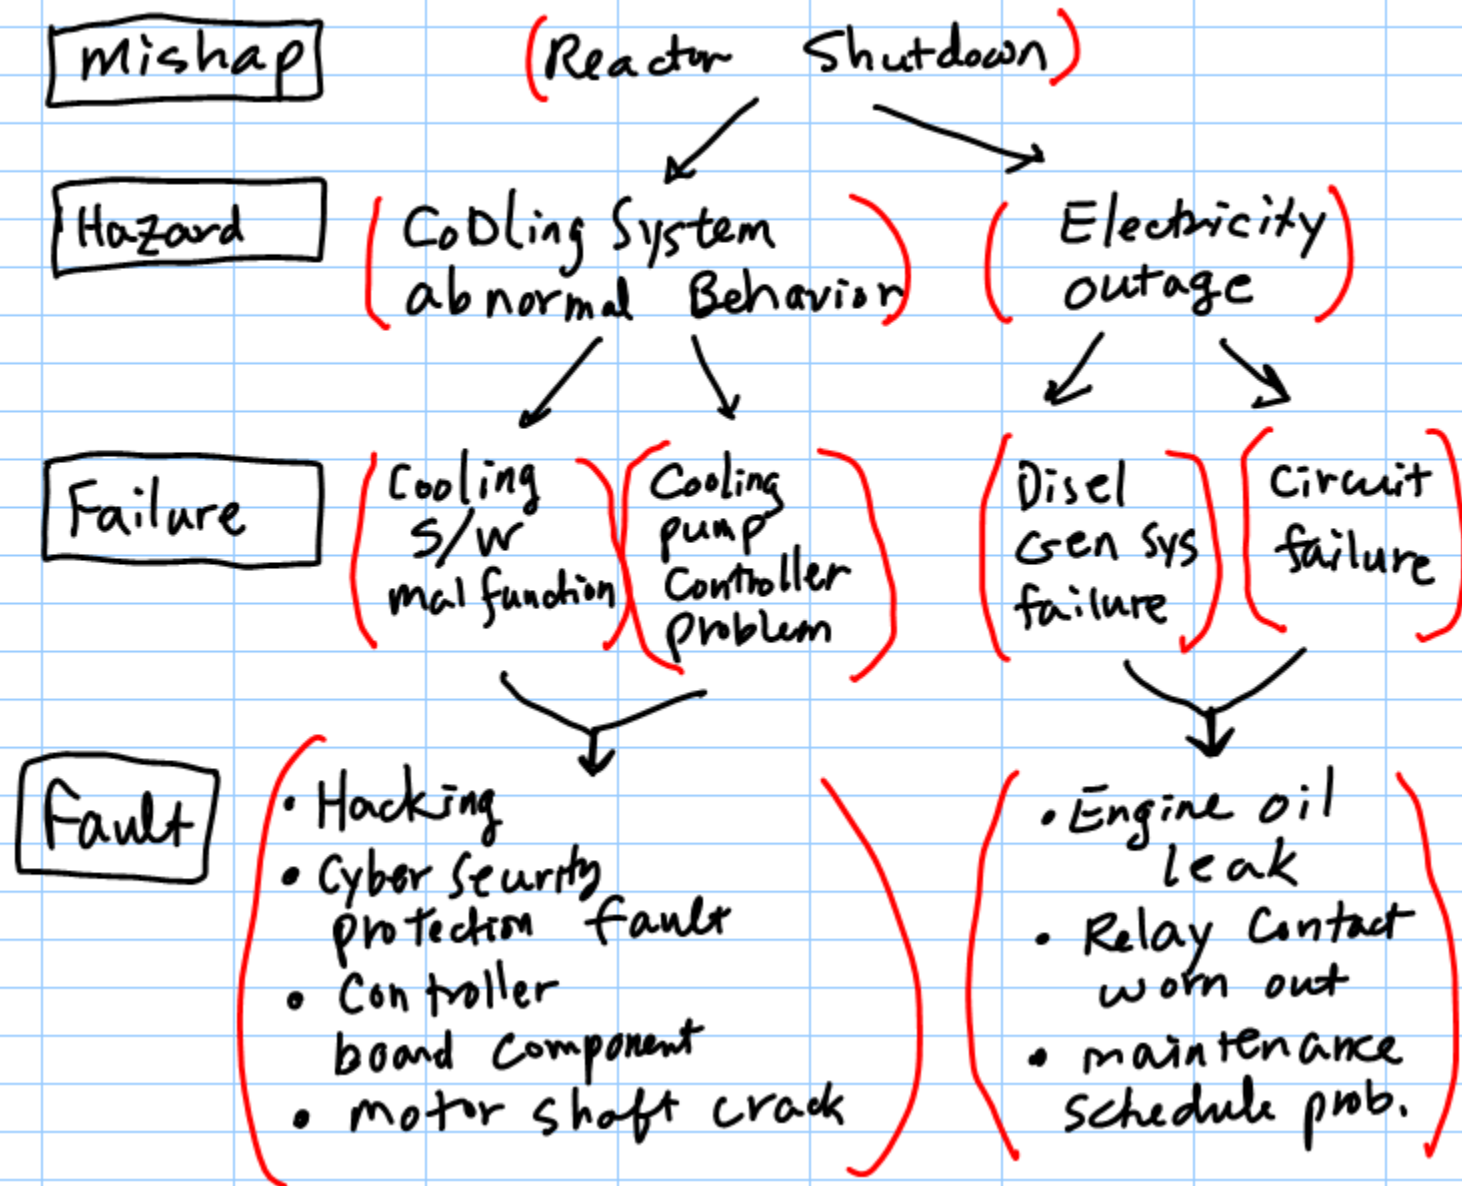 Mishap
(Reactor Shutdown)
Hazard
(Cooling System
abnormal Behavior)
(Electricity
outage)
Failure
(Cooling
S/W
malfunction)
(Cooling
pump
Controller
problem)
(Disel
Gen Sys
failure)
(Circuit
failure)
Fault
(• Hacking
• Cyber Seurity
protection fault
• Controller
board component
• motor shaft crack)
(• Engine oil
leak
• Relay Contact
worn out
• maintenance
schedule prob.)